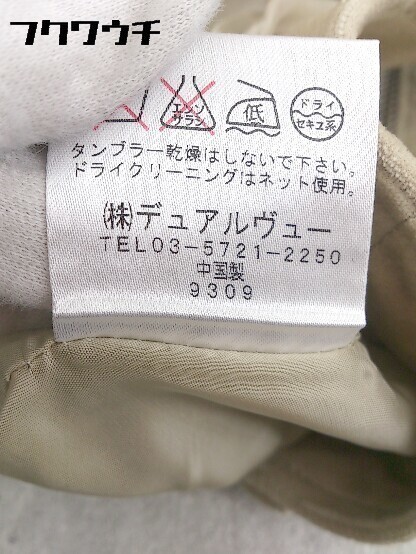 フクワウチ
エンソ
サラシ
低
ドライ
セキユ系
タンブラー乾燥はしないで下さい。
ドライクリーニングはネット使用。
(株)デュアルヴュー
TEL03-5721-2250
中国製
9309